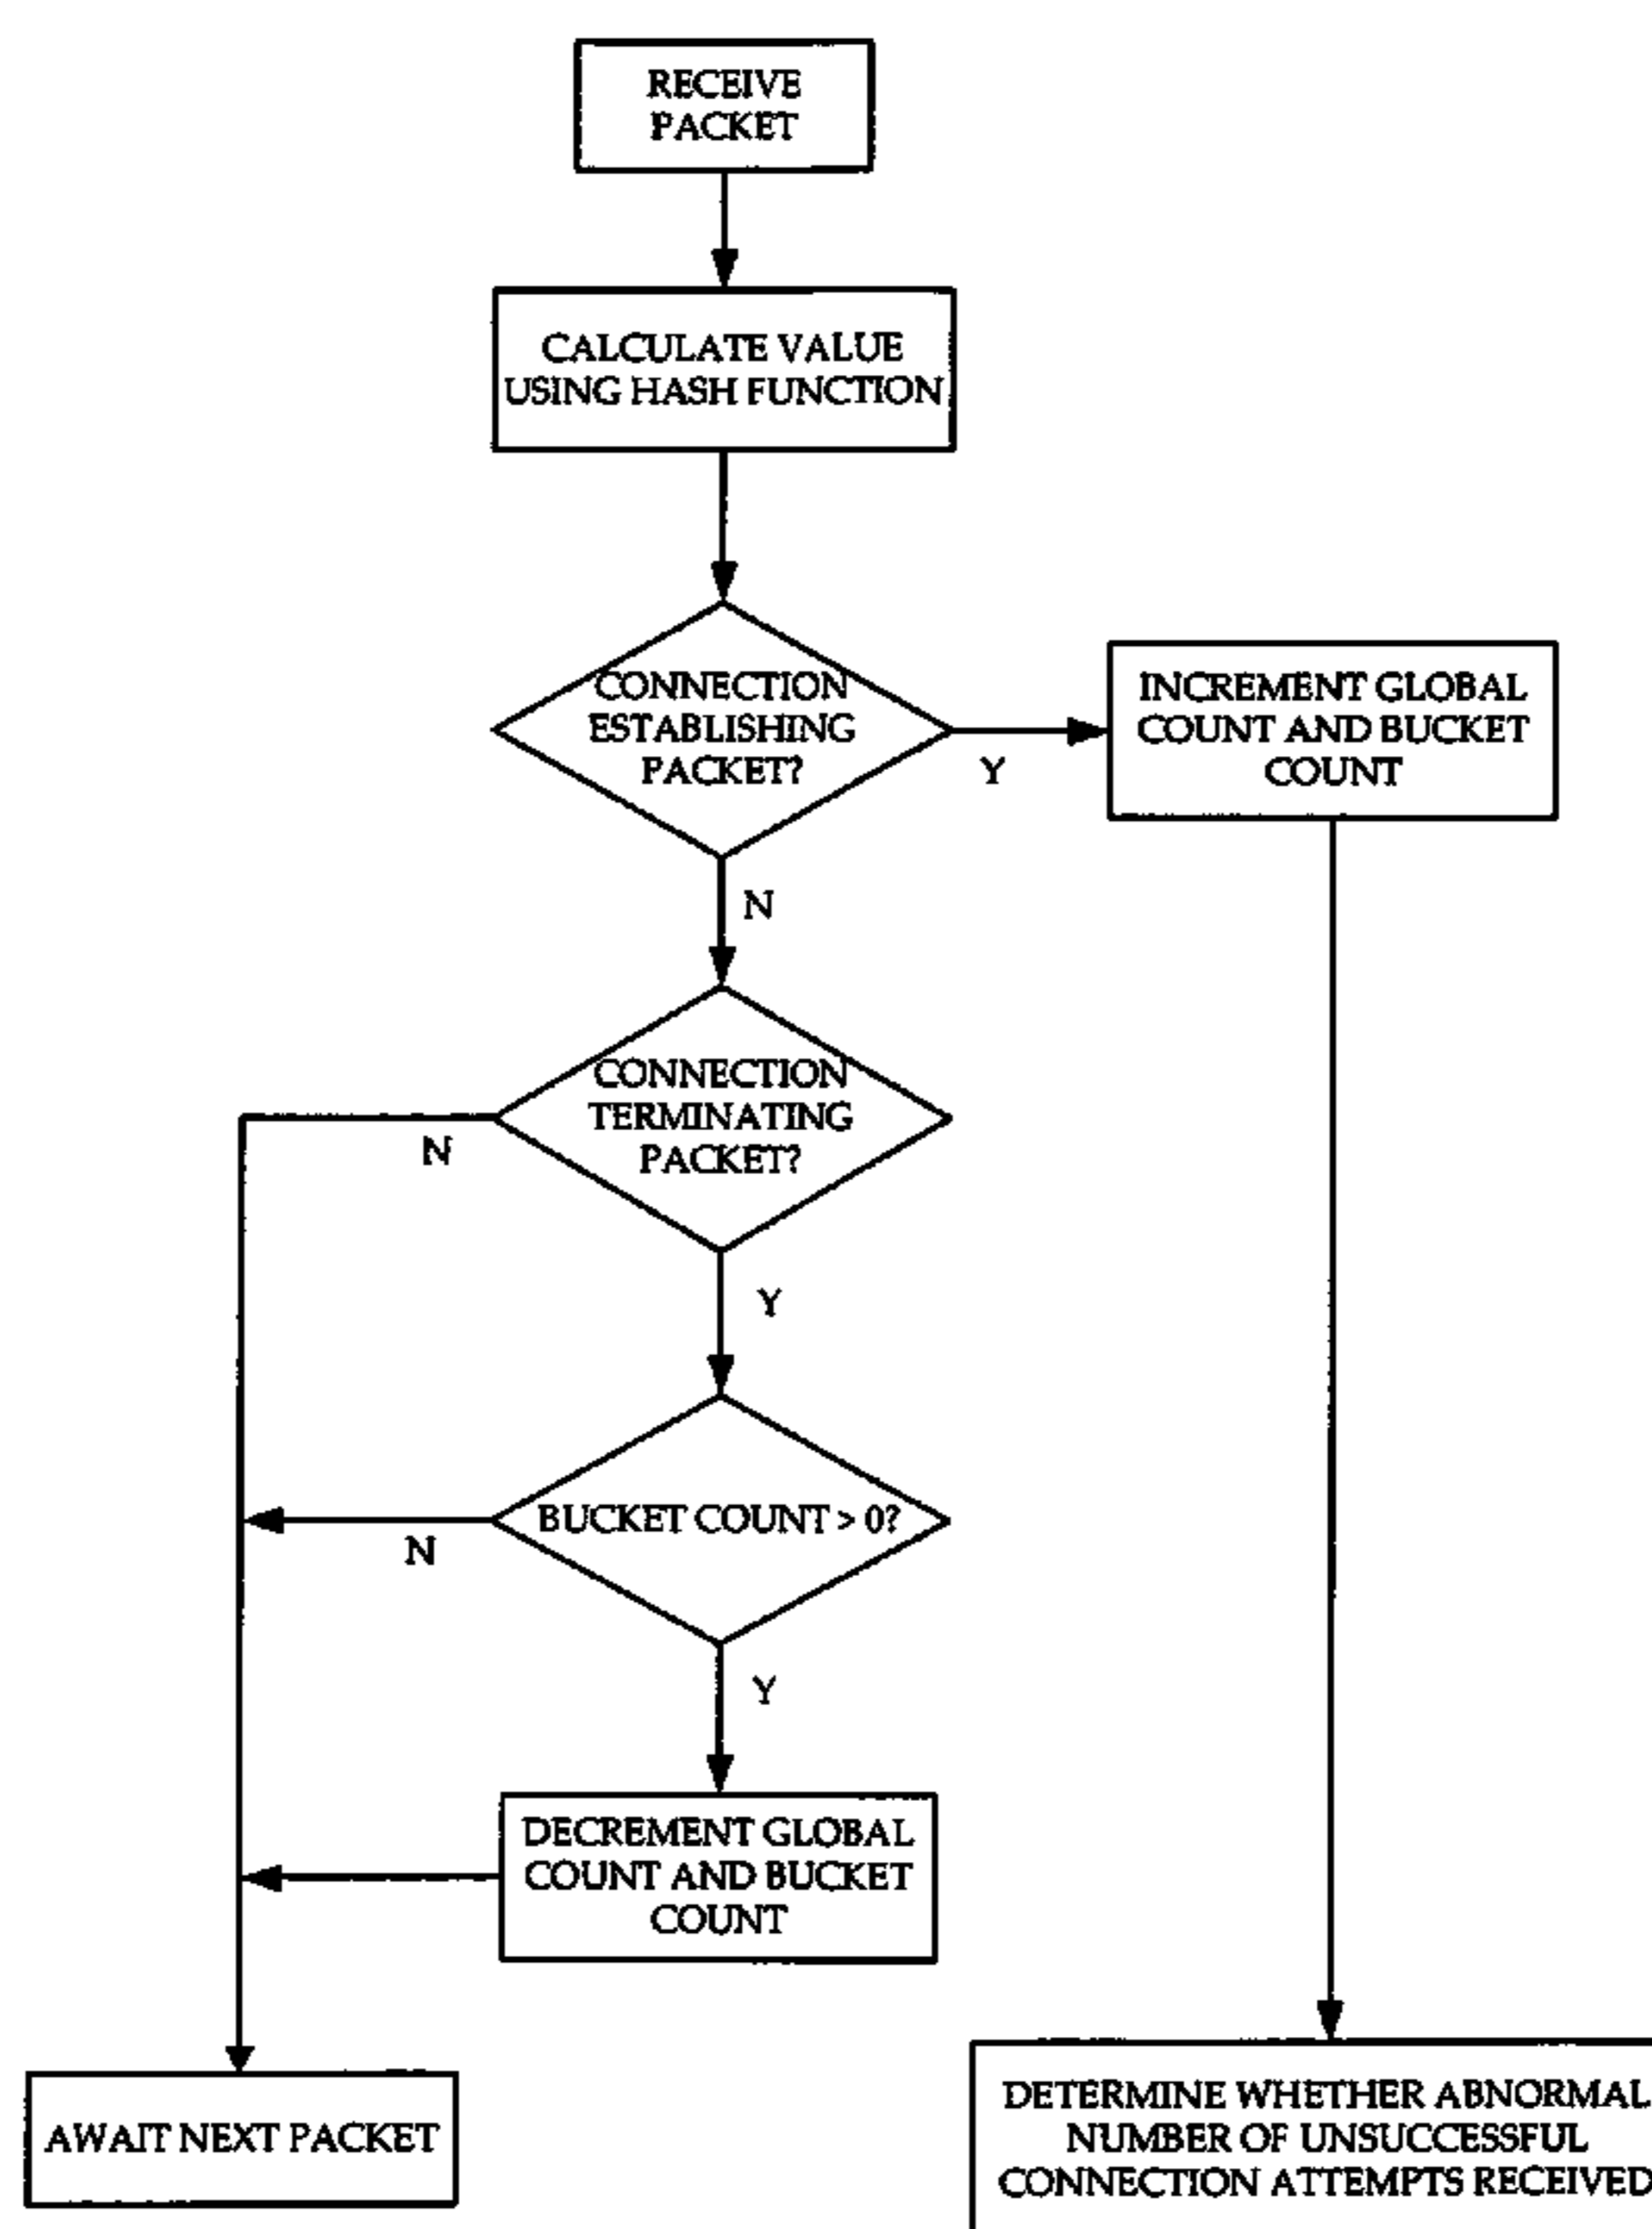 RECEIVE
PACKET
CALCULATE VALUE
USING HASH FUNCTION
CONNECTION
ESTABLISHING
PACKET?
Y
INCREMENT GLOBAL
COUNT AND BUCKET
COUNT
N
CONNECTION
TERMINATING
PACKET?
N
Y
BUCKET COUNT > 0?
N
Y
DECREMENT GLOBAL
COUNT AND BUCKET
COUNT
AWAIT NEXT PACKET
DETERMINE WHETHER ABNORMAL
NUMBER OF UNSUCCESSFUL
CONNECTION ATTEMPTS RECEIVED